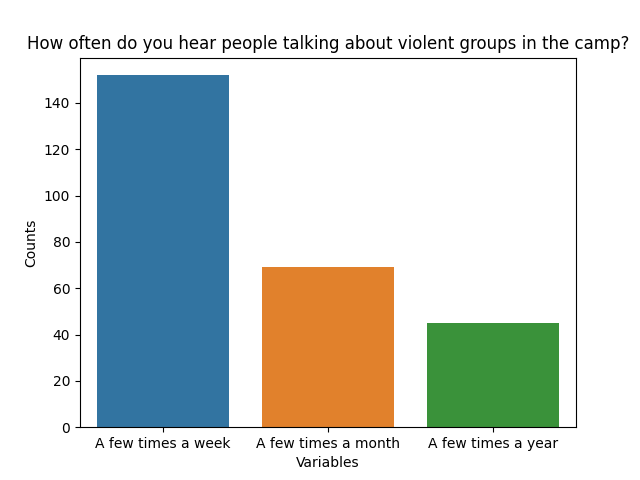 How often do you hear people talking about violent groups in the camp?
140
120
100
80
60
40
20
0
Counts
A few times a week A few times a month A few times a year
Variables